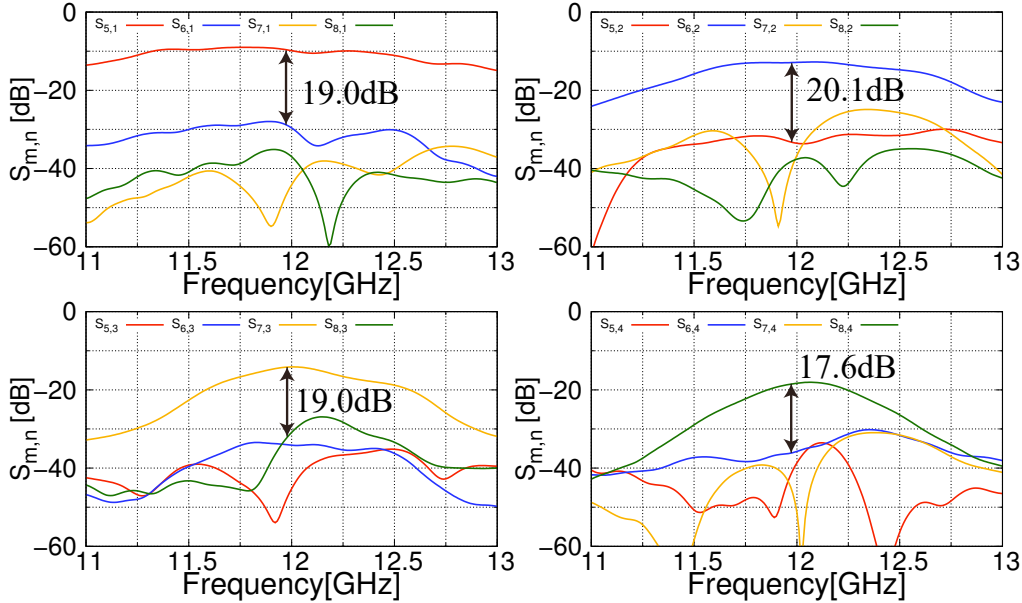 S5,1 S6,1 S7,1 S8,1
0
−20
−40
−60
Sm,n [dB]
19.0dB
11 11.5 12 12.5 13
Frequency[GHz]
S5,2 S6,2 S7,2 S8,2
0
−20
−40
−60
Sm,n [dB]
20.1dB
11 11.5 12 12.5 13
Frequency[GHz]
S5,3 S6,3 S7,3 S8,3
0
−20
−40
−60
Sm,n [dB]
19.0dB
11 11.5 12 12.5 13
Frequency[GHz]
S5,4 S6,4 S7,4 S8,4
0
−20
−40
−60
Sm,n [dB]
17.6dB
11 11.5 12 12.5 13
Frequency[GHz]